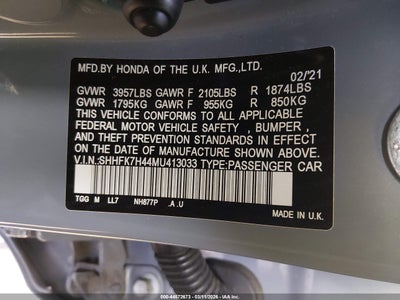 MFD.BY HONDA OF THE U.K.MFG.,LTD.
02/'21
GVWR 3957LBS GAWR F 2105LBS R 1874LBS
GVWR 1795KG GAWR F 955KG R 850KG
THIS VEHICLE CONFORMS TO ALL APPLICABLE
FEDERAL MOTOR VEHICLE SAFETY , BUMPER ,
AND THEFT PREVENTION STANDARDS IN EFFECT
ON THE DATE OF MANUFACTURE SHOWN ABOVE.
V.I.N.:SHHFK7H44MU413033 TYPE:PASSENGER CAR
TGG M LL7 NH877P .A.U
MADE IN U.K.